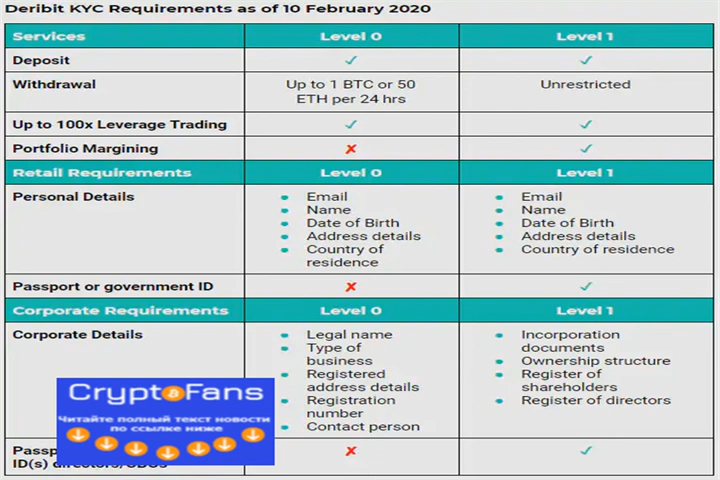 Deribit KYC Requirements as of 10 February 2020
Services Level 0 Level 1
Deposit ✓ ✓
Withdrawal Up to 1 BTC or 50 Unrestricted
ETH per 24 hrs
Up to 100x Leverage Trading ✓ ✓
Portfolio Margining ✗ ✓
Retail Requirements Level 0 Level 1
Personal Details • Email • Email
• Name • Name
• Date of Birth • Date of Birth
• Address details • Address details
• Country of • Country of residence
residence
Passport or government ID ✗ ✓
Corporate Requirements Level 0 Level 1
Corporate Details • Legal name • Incorporation
• Type of documents
business • Ownership structure
• Registered • Register of
address details shareholders
• Registration • Register of directors
number
• Contact person
CryptoFans
Читайте полный текст новости
по ссылке ниже
✗ ✓